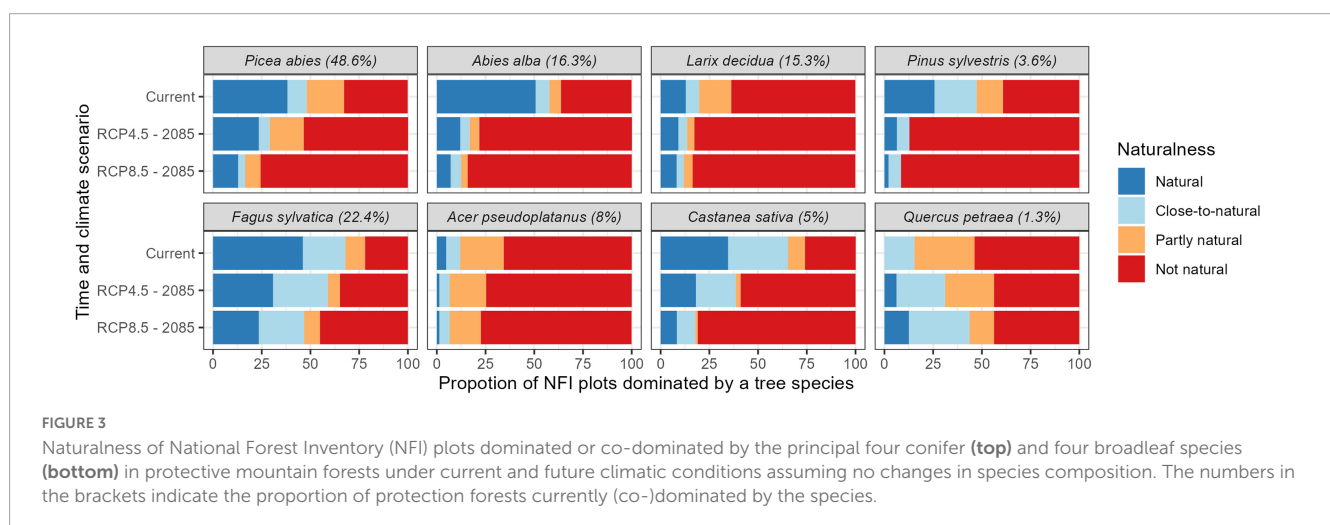 Picea abies (48.6%) Abies alba (16.3%) Larix decidua (15.3%) Pinus sylvestris (3.6%)
Current
RCP4.5 - 2085
RCP8.5 - 2085
Fagus sylvatica (22.4%) Acer pseudoplatanus (8%) Castanea sativa (5%) Quercus petraea (1.3%)
Current
RCP4.5 - 2085
RCP8.5 - 2085
0 25 50 75 100 0 25 50 75 100 0 25 50 75 100 0 25 50 75 100
Propotion of NFI plots dominated by a tree species
Time and climate scenario
Naturalness
Natural
Close-to-natural
Partly natural
Not natural
FIGURE 3
Naturalness of National Forest Inventory (NFI) plots dominated or co-dominated by the principal four conifer (top) and four broadleaf species
(bottom) in protective mountain forests under current and future climatic conditions assuming no changes in species composition. The numbers in
the brackets indicate the proportion of protection forests currently (co-)dominated by the species.